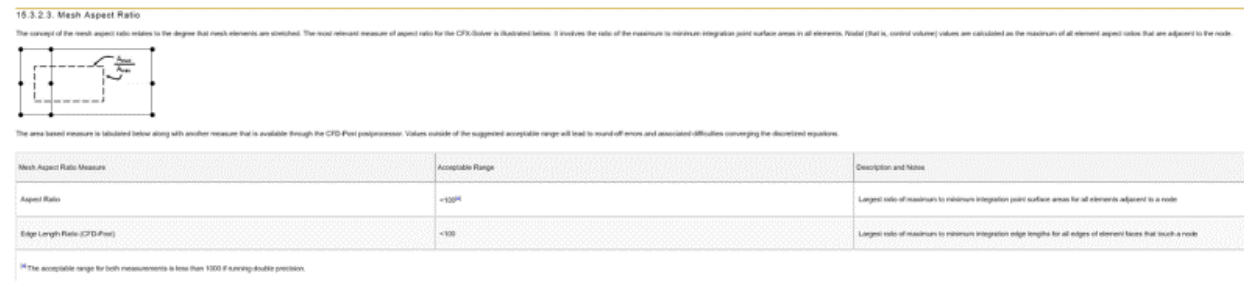 15.3.2.3. Mesh Aspect Ratio
The concept of the mesh aspect ratio relates to the degree that mesh elements are stretched. The most relevant measure of aspect ratio for the CFX-Solver is illustrated below. It involves the ratio of the maximum to minimum integration point surface areas in all elements. Nodal (that is, control volume) values are calculated as the maximum of all element aspect ratios that are adjacent to the node.
Amax
Amin
The area based measure is tabulated below along with another measure that is available through the CFD-Post postprocessor. Values outside of the suggested acceptable range will lead to round-off errors and associated difficulties converging the discretized equations.
Mesh Aspect Ratio Measure Acceptable Range Description and Notes
Aspect Ratio <100[a] Largest ratio of maximum to minimum integration point surface areas for all elements adjacent to a node
Edge Length Ratio (CFD-Post) <100 Largest ratio of maximum to minimum integration edge lengths for all edges of element faces that touch a node
[a] The acceptable range for both measurements is less than 1000 if running double precision.